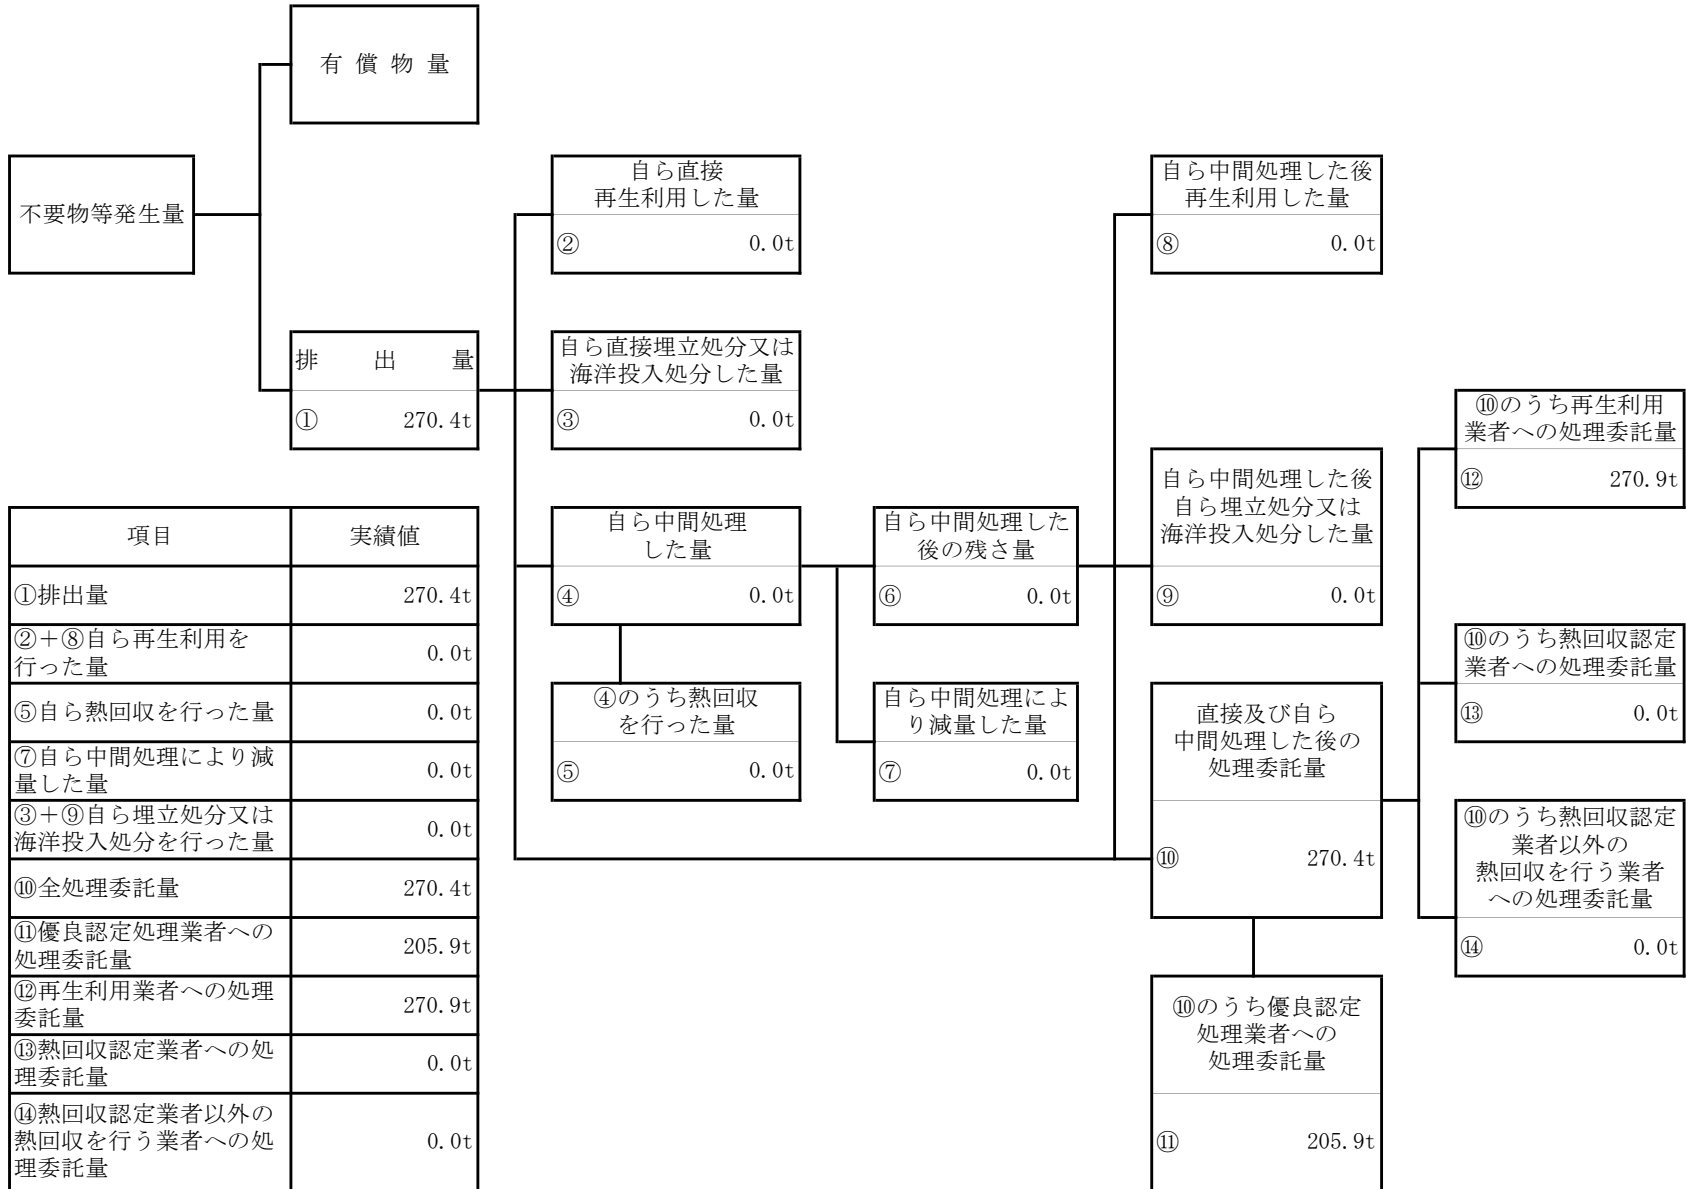 有 償 物 量
不要物等発生量
自ら直接
再生利用した量
② 0.0t
自ら中間処理した後
再生利用した量
⑧ 0.0t
排 出 量
① 270.4t
自ら直接埋立処分又は
海洋投入処分した量
③ 0.0t
⑩のうち再生利用
業者への処理委託量
⑫ 270.9t
自ら中間処理
した量
④ 0.0t
自ら中間処理した
後の残さ量
⑥ 0.0t
自ら中間処理した後
自ら埋立処分又は
海洋投入処分した量
⑨ 0.0t
⑩のうち熱回収認定
業者への処理委託量
⑬ 0.0t
④のうち熱回収
を行った量
⑤ 0.0t
自ら中間処理によ
り減量した量
⑦ 0.0t
直接及び自ら
中間処理した後の
処理委託量
⑩ 270.4t
⑩のうち熱回収認定
業者以外の
熱回収を行う業者
への処理委託量
⑭ 0.0t
⑩のうち優良認定
処理業者への
処理委託量
⑪ 205.9t
項目 実績値
①排出量 270.4t
②+⑧自ら再生利用を
行った量 0.0t
⑤自ら熱回収を行った量 0.0t
⑦自ら中間処理により減
量した量 0.0t
③+⑨自ら埋立処分又は
海洋投入処分を行った量 0.0t
⑩全処理委託量 270.4t
⑪優良認定処理業者への
処理委託量 205.9t
⑫再生利用業者への処理
委託量 270.9t
⑬熱回収認定業者への処
理委託量 0.0t
⑭熱回収認定業者以外の
熱回収を行う業者への処
理委託量 0.0t